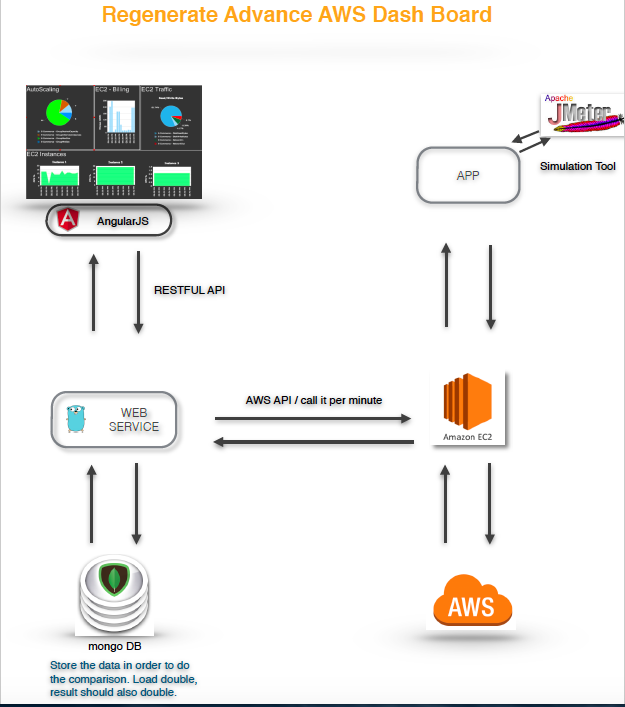 Regenerate Advance AWS Dash Board
AutoScaling
EC2 - Billing
EC2 Traffic
EC2 Instances
Instance 1
Apache
JMeter
APP
Simulation Tool
AngularJS
RESTFUL API
AWS API / call it per minute
WEB
SERVICE
Amazon EC2
AWS
mongo DB
Store the data in order to do
the comparison. Load double,
result should also double.